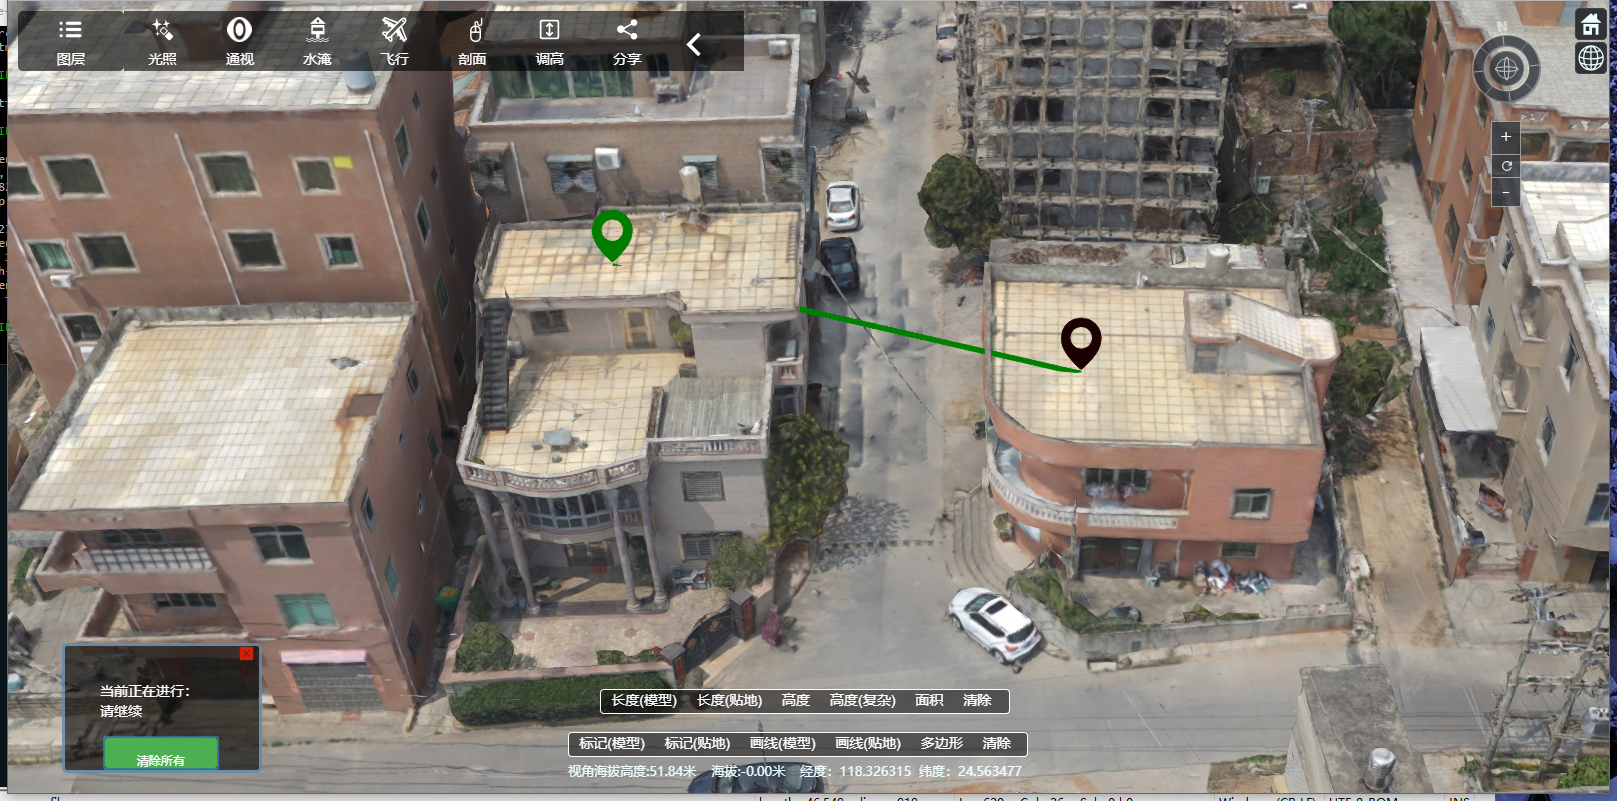 图层 光照 通视 水淹 飞行 剖面 调高 分享
N
当前正在进行：
请继续
清除所有
长度(模型) 长度(贴地) 高度 高度(复杂) 面积 清除
标记(模型) 标记(贴地) 画线(模型) 画线(贴地) 多边形 清除
视角海拔高度:51.84米 海拔:-0.00米 经度：118.326315 纬度：24.563477